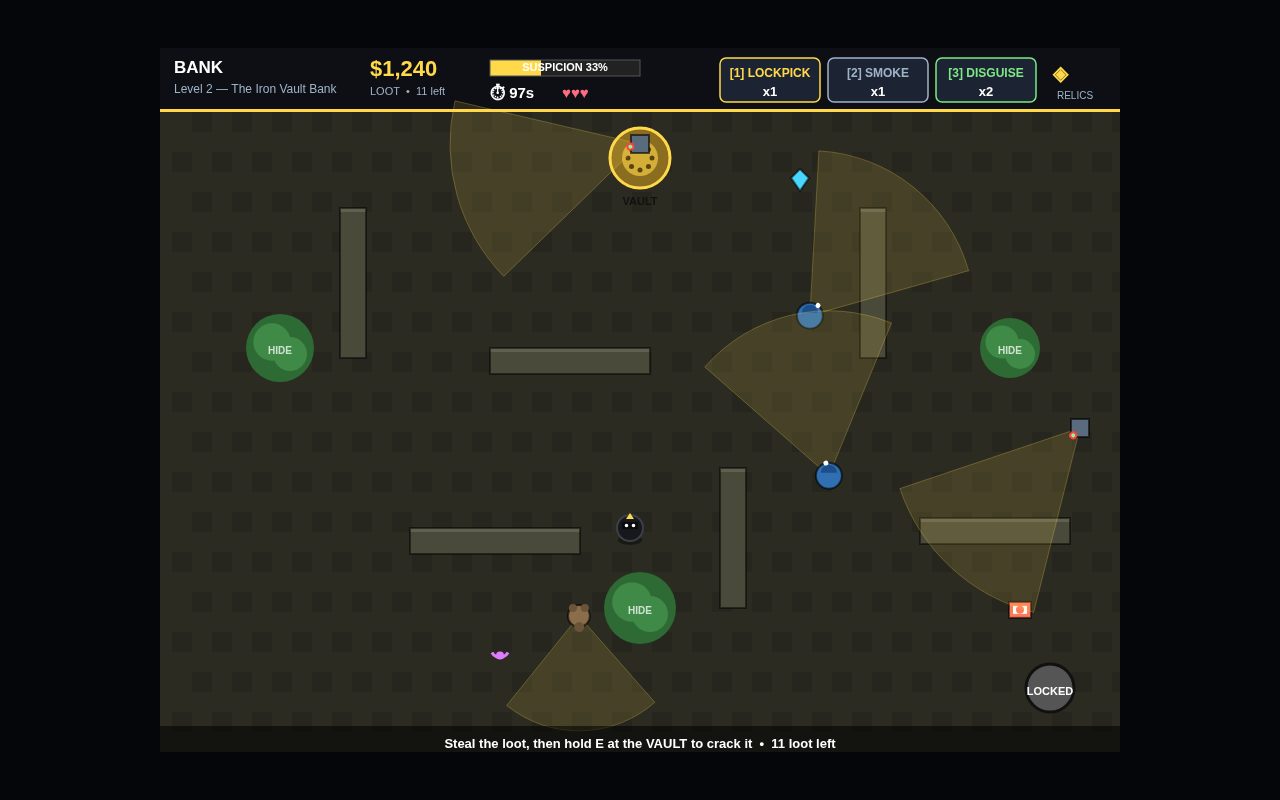 BANK
Level 2 — The Iron Vault Bank
$1,240
LOOT • 11 left
SUSPICION 33%
⏱ 97s ♥♥♥
[1] LOCKPICK
x1
[2] SMOKE
x1
[3] DISGUISE
x2
◈
RELICS
VAULT
HIDE
HIDE
HIDE
LOCKED
Steal the loot, then hold E at the VAULT to crack it • 11 loot left